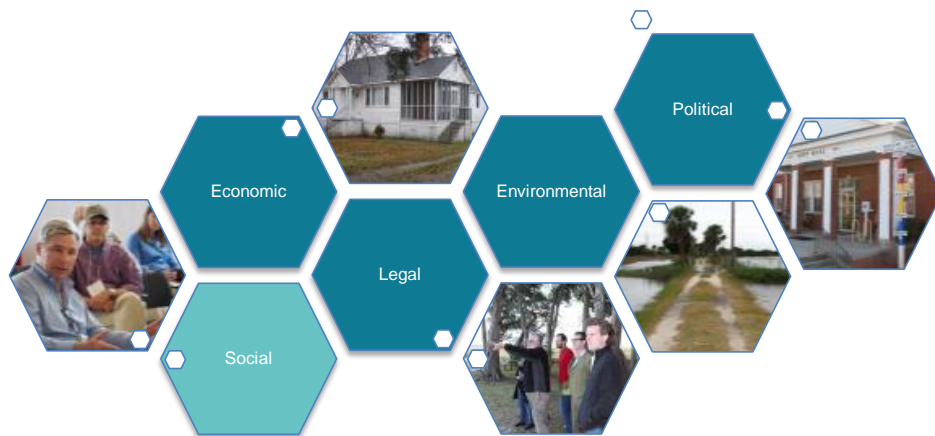 Political
Economic
Environmental
Legal
Social